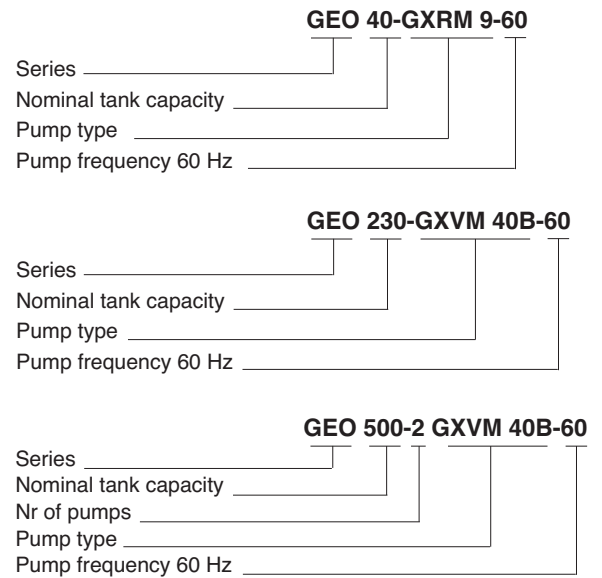 GEO 40-GXRM 9-60
Series
Nominal tank capacity
Pump type
Pump frequency 60 Hz
GEO 230-GXVM 40B-60
Series
Nominal tank capacity
Pump type
Pump frequency 60 Hz
GEO 500-2 GXVM 40B-60
Series
Nominal tank capacity
Nr of pumps
Pump type
Pump frequency 60 Hz